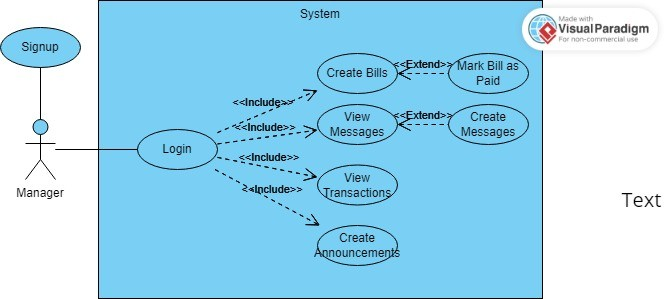 System
Made with
Visual Paradigm
For non-commercial use
Signup
Create Bills
<<Extend>>
Mark Bill as
Paid
<<Include>>
View
Messages
<<Extend>>
Create
Messages
<<Include>>
Login
<<Include>>
View
Transactions
<<Include>>
Manager
Text
Create
Announcements